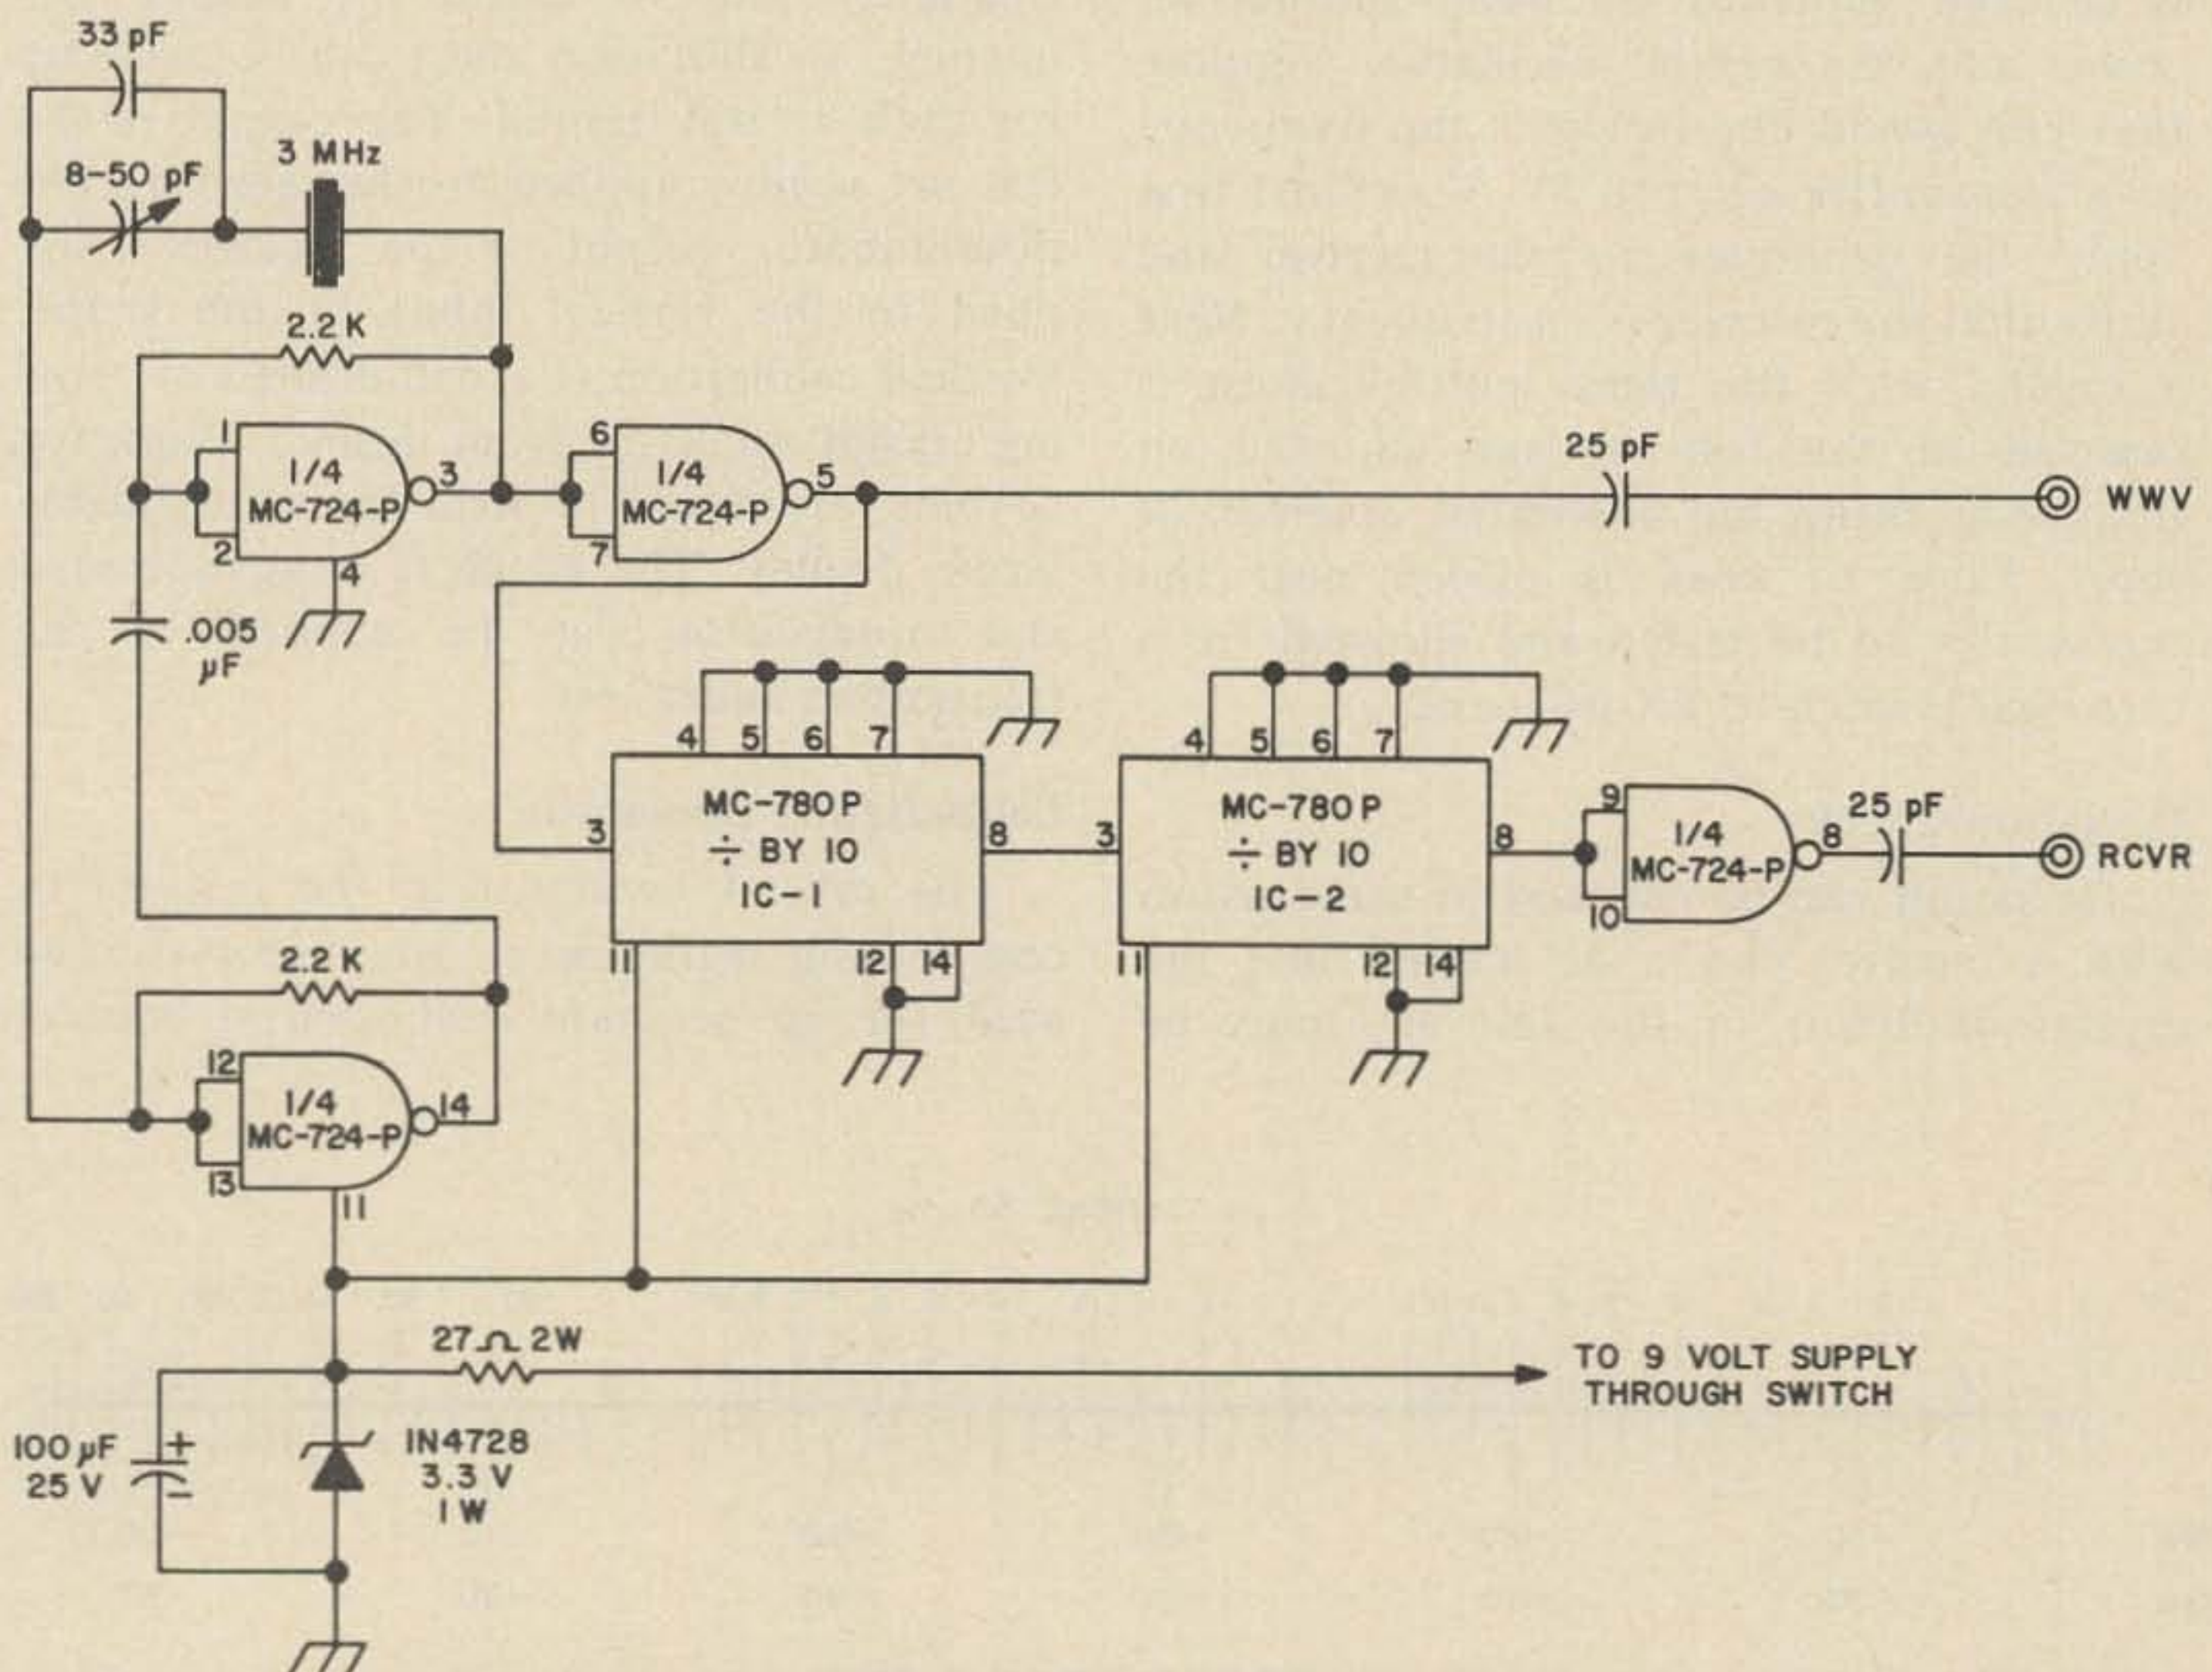 33 pF
8-50 pF
3 MHz
2.2 K
1
2
1/4
MC-724-P
3
4
6
7
1/4
MC-724-P
5
25 pF
WWV
.005
µF
4
5
6
7
3
MC-780 P
÷ BY 10
IC-1
8
11
12
14
4
5
6
7
3
MC-780 P
÷ BY 10
IC-2
8
11
12
14
9
10
1/4
MC-724-P
8
25 pF
RCVR
2.2 K
12
13
1/4
MC-724-P
14
11
27 Ω 2W
TO 9 VOLT SUPPLY
THROUGH SWITCH
100 µF
25 V
+
−
IN4728
3.3 V
1 W